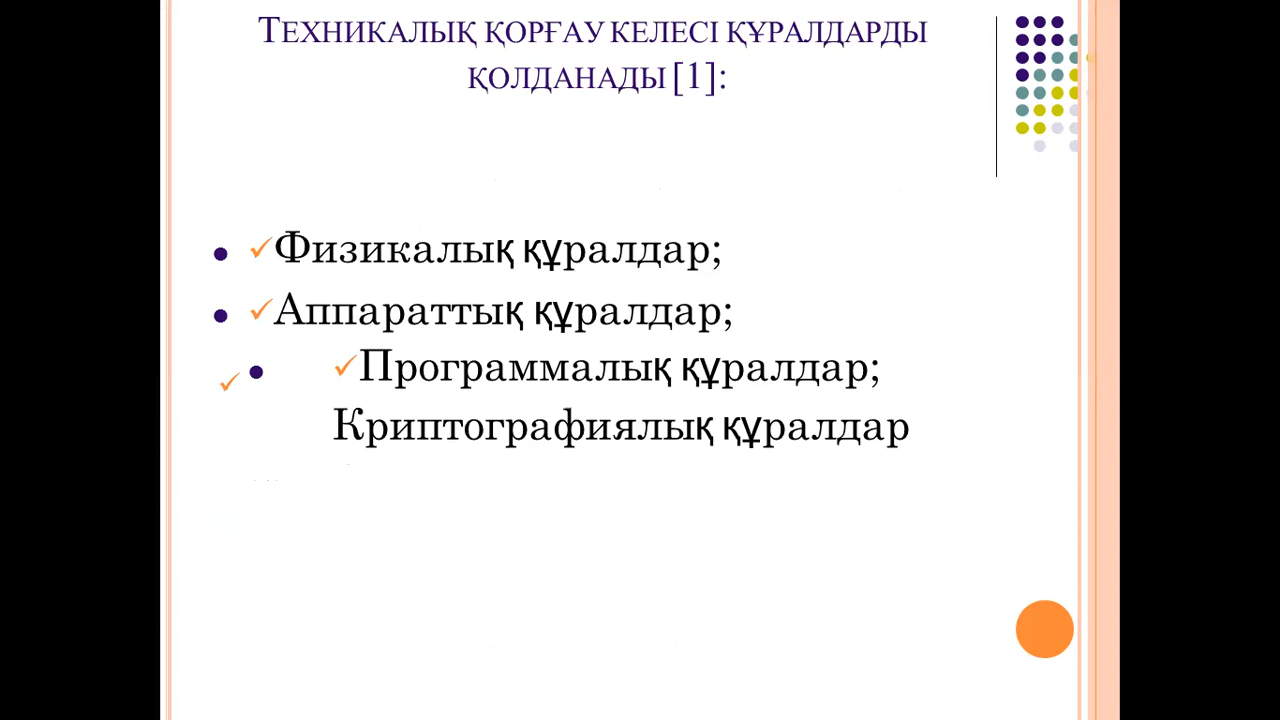 Техникалық қорғау келесі құралдарды
қолданады [1]:
Физикалық құралдар;
Аппараттық құралдар;
Программалық құралдар;
Криптографиялық құралдар